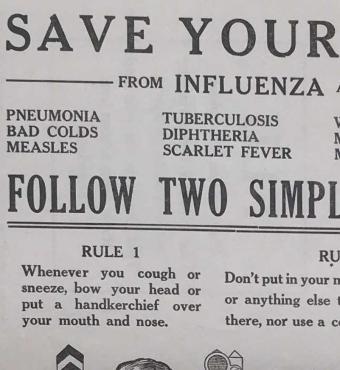 SAVE YOUR
FROM INFLUENZA
PNEUMONIA
BAD COLDS
MEASLES
TUBERCULOSIS
DIPHTHERIA
SCARLET FEVER
FOLLOW TWO SIMPL
RULE 1
Whenever you cough or
sneeze, bow your head or
put a handkerchief over
your mouth and nose.
RU
Don't put in your m
or anything else t
there, nor use a c